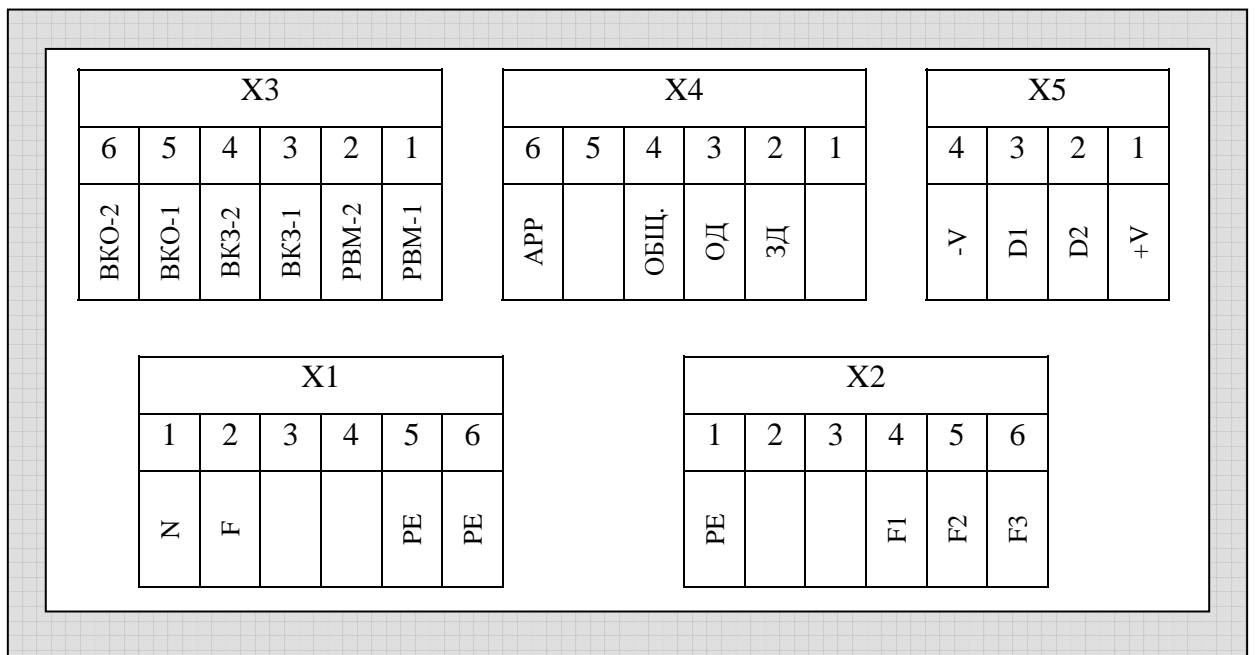 X3 X4 X5
6 5 4 3 2 1 6 5 4 3 2 1 4 3 2 1
ВКО-2 ВКО-1 ВКЗ-2 ВКЗ-1 РВМ-2 РВМ-1 АРР ОБЩ. ОД ЗД -V D1 D2 +V
X1 X2
1 2 3 4 5 6 1 2 3 4 5 6
N F PE PE PE F1 F2 F3